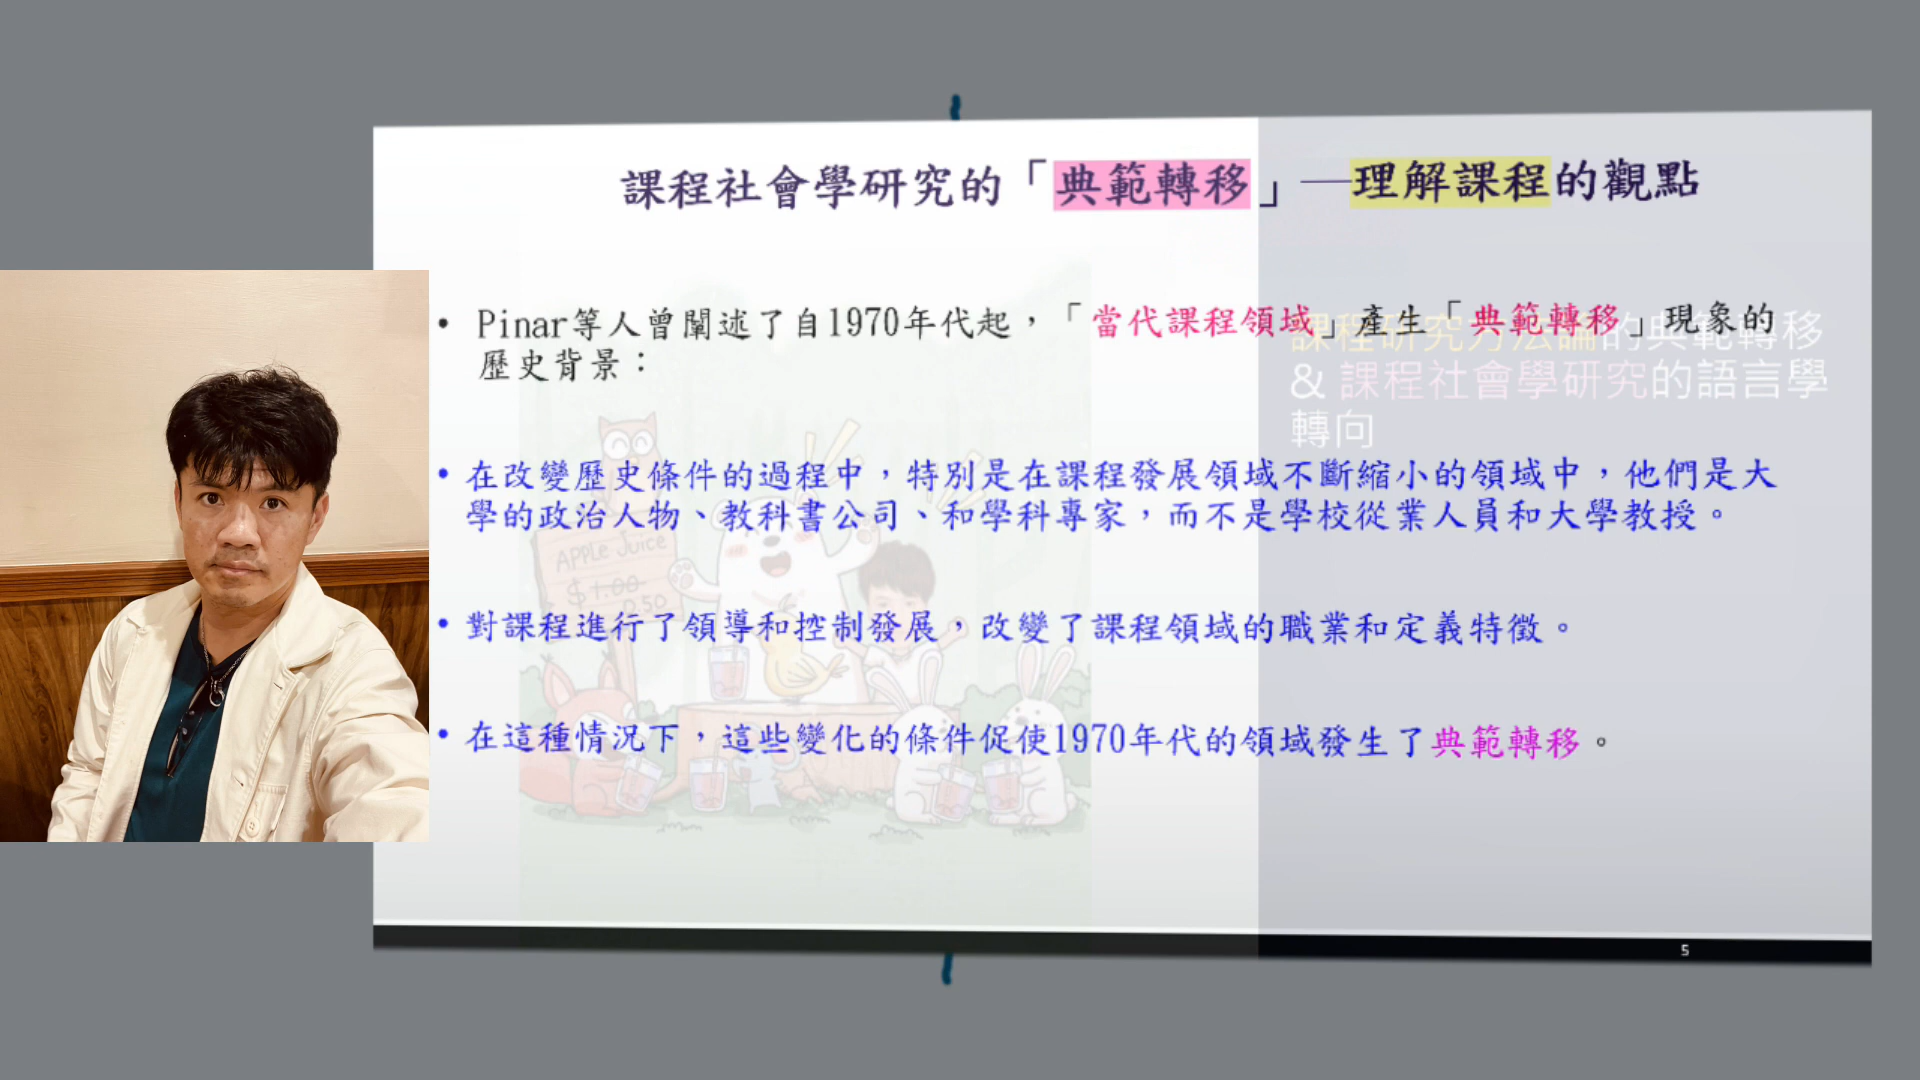 課程社會學研究的「典範轉移」—理解課程的觀點
• Pinar等人曾闡述了自1970年代起，「當代課程領域」產生「典範轉移」現象的
歷史背景：
課程研究方法論的典範轉移
& 課程社會學研究的語言學
轉向
• 在改變歷史條件的過程中，特別是在課程發展領域不斷縮小的領域中，他們是大
學的政治人物、教科書公司、和學科專家，而不是學校從業人員和大學教授。
APPLE Juice
$ 1.00
2.50
• 對課程進行了領導和控制發展，改變了課程領域的職業和定義特徵。
• 在這種情況下，這些變化的條件促使1970年代的領域發生了典範轉移。
5